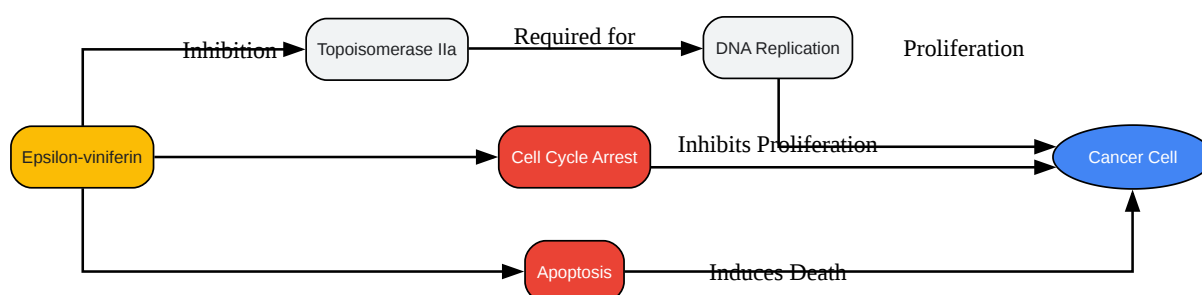 Inhibition
Topoisomerase IIa
Required for
DNA Replication
Proliferation
Epsilon-viniferin
Cell Cycle Arrest
Inhibits Proliferation
Cancer Cell
Apoptosis
Induces Death